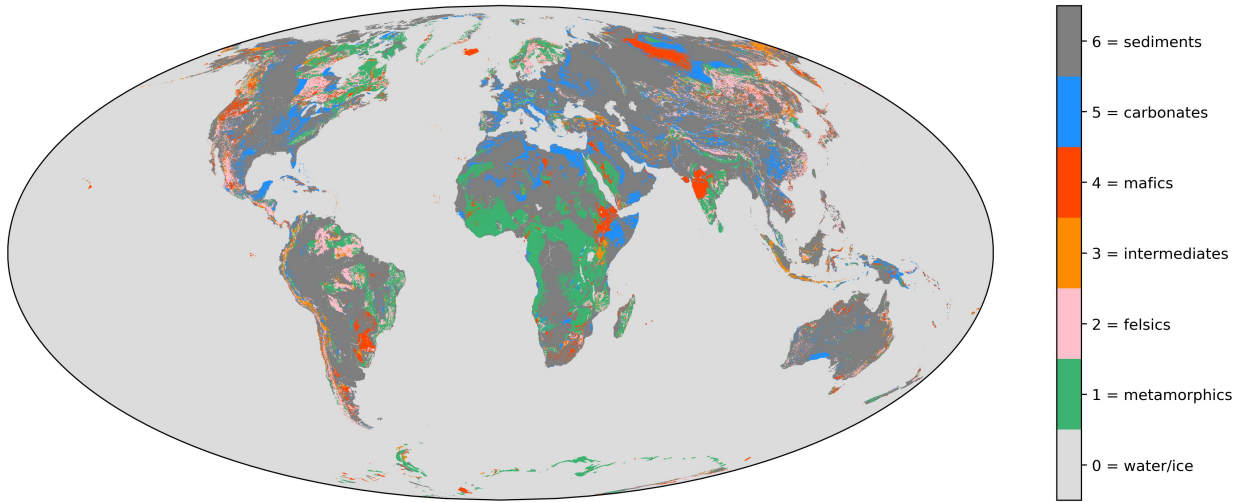 6 = sediments
5 = carbonates
4 = mafics
3 = intermediates
2 = felsics
1 = metamorphics
0 = water/ice